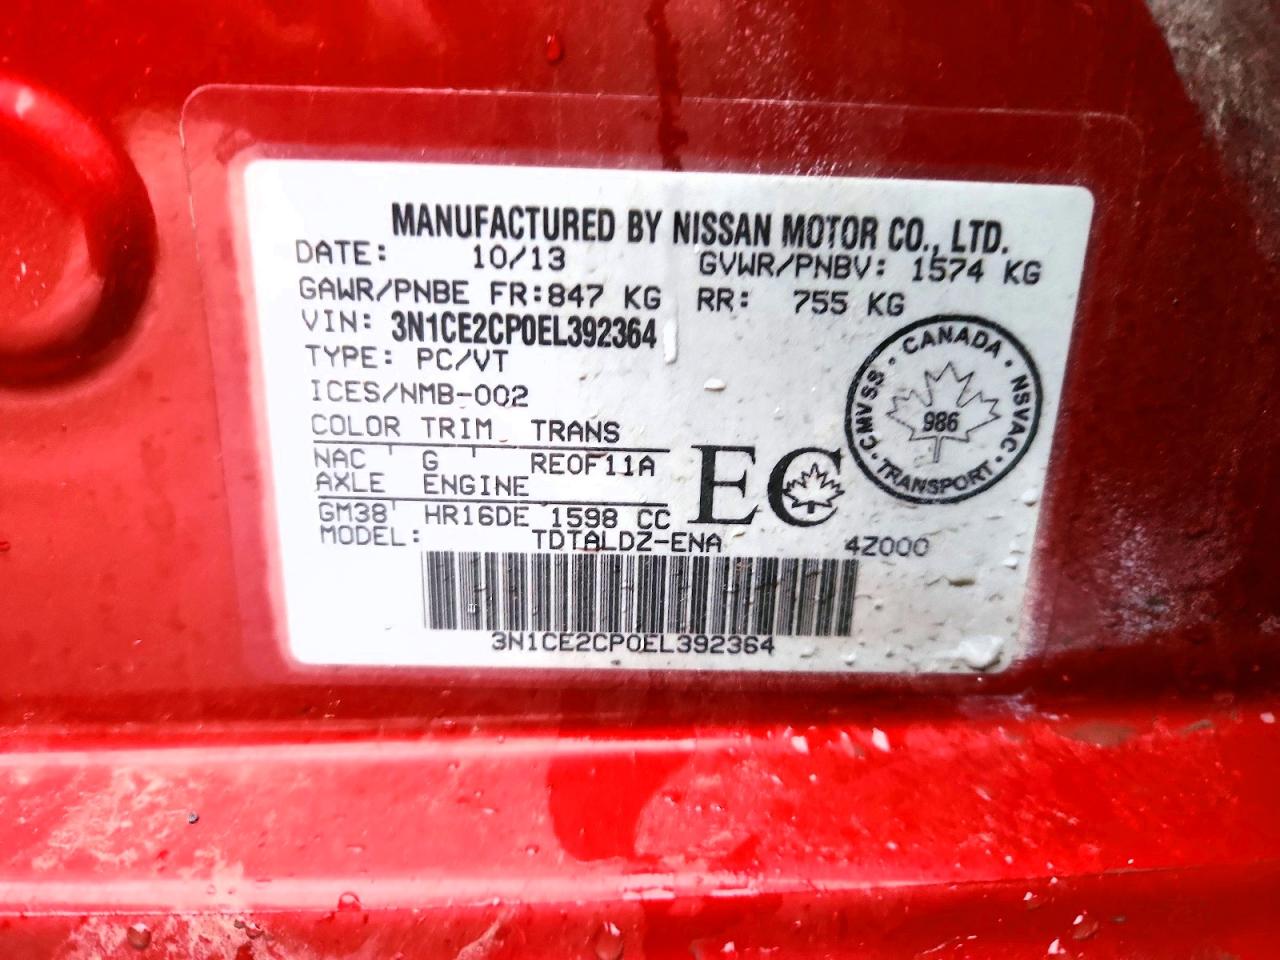 MANUFACTURED BY NISSAN MOTOR CO., LTD.
DATE: 10/13 GVWR/PNBV: 1574 KG
GAWR/PNBE FR:847 KG RR: 755 KG
VIN: 3N1CE2CP0EL392364
TYPE: PC/VT
ICES/NMB-002
COLOR TRIM TRANS
NAC G RE0F11A
AXLE ENGINE
GM38 HR16DE 1598 CC
MODEL: TDTALDZ-ENA 4Z000
3N1CE2CP0EL392364
EC
CANADA
CMVSS NSVAC
986
TRANSPORT